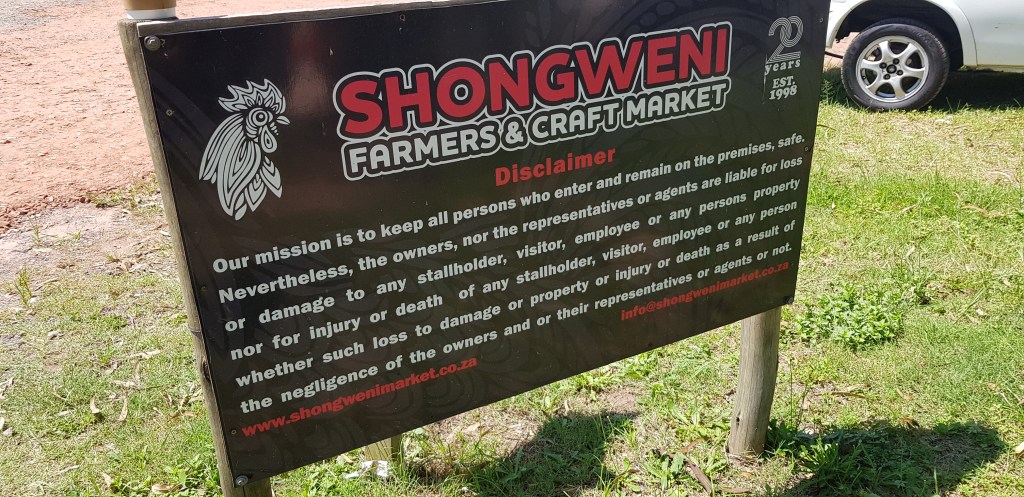 SHONGWENI
FARMERS & CRAFT MARKET
20
years
EST.
1998
Disclaimer
Our mission is to keep all persons who enter and remain on the premises, safe.
Nevertheless, the owners, nor the representatives or agents are liable for loss
or damage to any stallholder, visitor, employee or any persons property
nor for injury or death of any stallholder, visitor, employee or any person
whether such loss to damage or property or injury or death as a result of
the negligence of the owners and or their representatives or agents or not.
www.shongwenimarket.co.za
info@shongwenimarket.co.za